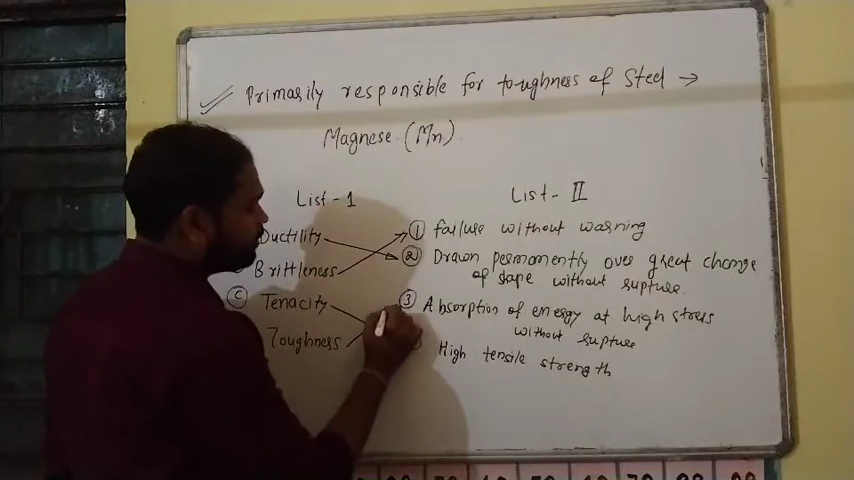 ✓ Primarily responsible for toughness of Steel →
Magnese. (Mn).
List-1
List-II
Ductility
① failure without warning
Brittleness
② Drawn permomently over great change
of shape without rupture.
Ⓒ Tenacity
③ Absorption of energy at high stress
without rupture
Toughness
High tensile strength